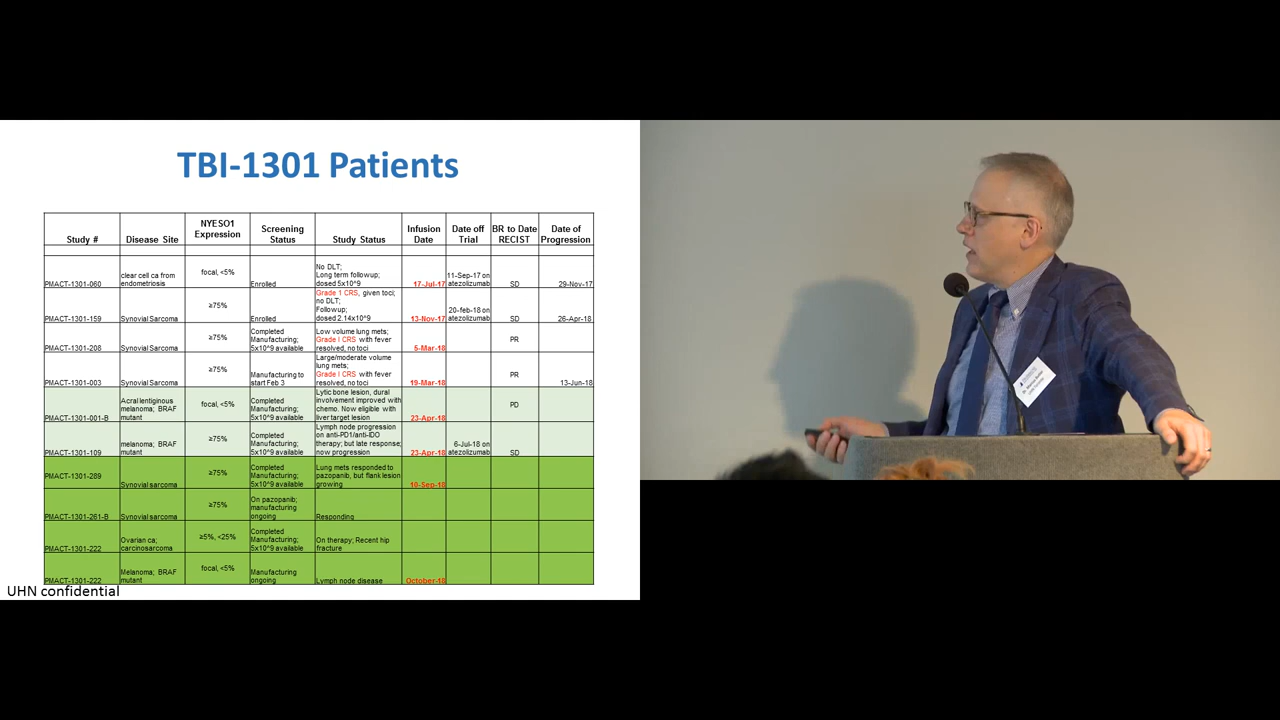 TBI-1301 Patients
Study #
Disease Site
NYESO1
Expression
Screening
Status
Study Status
Infusion
Date
Date off
Trial
BR to Date
RECIST
Date of
Progression
PMACT-1301-060
clear cell ca from
endometriosis
focal, <5%
Enrolled
No DLT;
Long term followup;
dosed 5x10^9
17-Jul-17
11-Sep-17 on
atezolizumab
SD
29-Nov-17
PMACT-1301-159
Synovial Sarcoma
≥75%
Enrolled
Grade 1 CRS, given toci;
no DLT;
Followup;
dosed 2.14x10^9
13-Nov-17
20-feb-18 on
atezolizumab
SD
26-Apr-18
PMACT-1301-208
Synovial Sarcoma
≥75%
Completed
Manufacturing;
5x10^9 available
Low volume lung mets;
Grade I CRS with fever
resolved, no toci
5-Mar-18
PR
PMACT-1301-003
Synovial Sarcoma
≥75%
Manufacturing to
start Feb 3
Large/moderate volume
lung mets;
Grade I CRS with fever
resolved, no toci
19-Mar-18
PR
13-Jun-18
PMACT-1301-001-B
Acral lentiginous
melanoma; BRAF
mutant
focal, <5%
Completed
Manufacturing;
5x10^9 available
Lytic bone lesion, dural
involvement improved with
chemo. Now eligible with
liver target lesion
23-Apr-18
PD
PMACT-1301-109
melanoma; BRAF
mutant
≥75%
Completed
Manufacturing;
5x10^9 available
Lymph node progression
on anti-PD1/anti-IDO
therapy; but late response;
now progression
23-Apr-18
6-Jul-18 on
atezolizumab
SD
PMACT-1301-289
Synovial sarcoma
≥75%
Completed
Manufacturing;
5x10^9 available
Lung mets responded to
pazopanib, but flank lesion
growing
10-Sep-18
PMACT-1301-261-B
Synovial sarcoma
≥75%
On pazopanib;
manufacturing
ongoing
Responding
PMACT-1301-222
Ovarian ca;
carcinosarcoma
≥5%, <25%
Completed
Manufacturing;
5x10^9 available
On therapy; Recent hip
fracture
PMACT-1301-222
Melanoma; BRAF
mutant
focal, <5%
Manufacturing
ongoing
Lymph node disease
October-18
UHN confidential